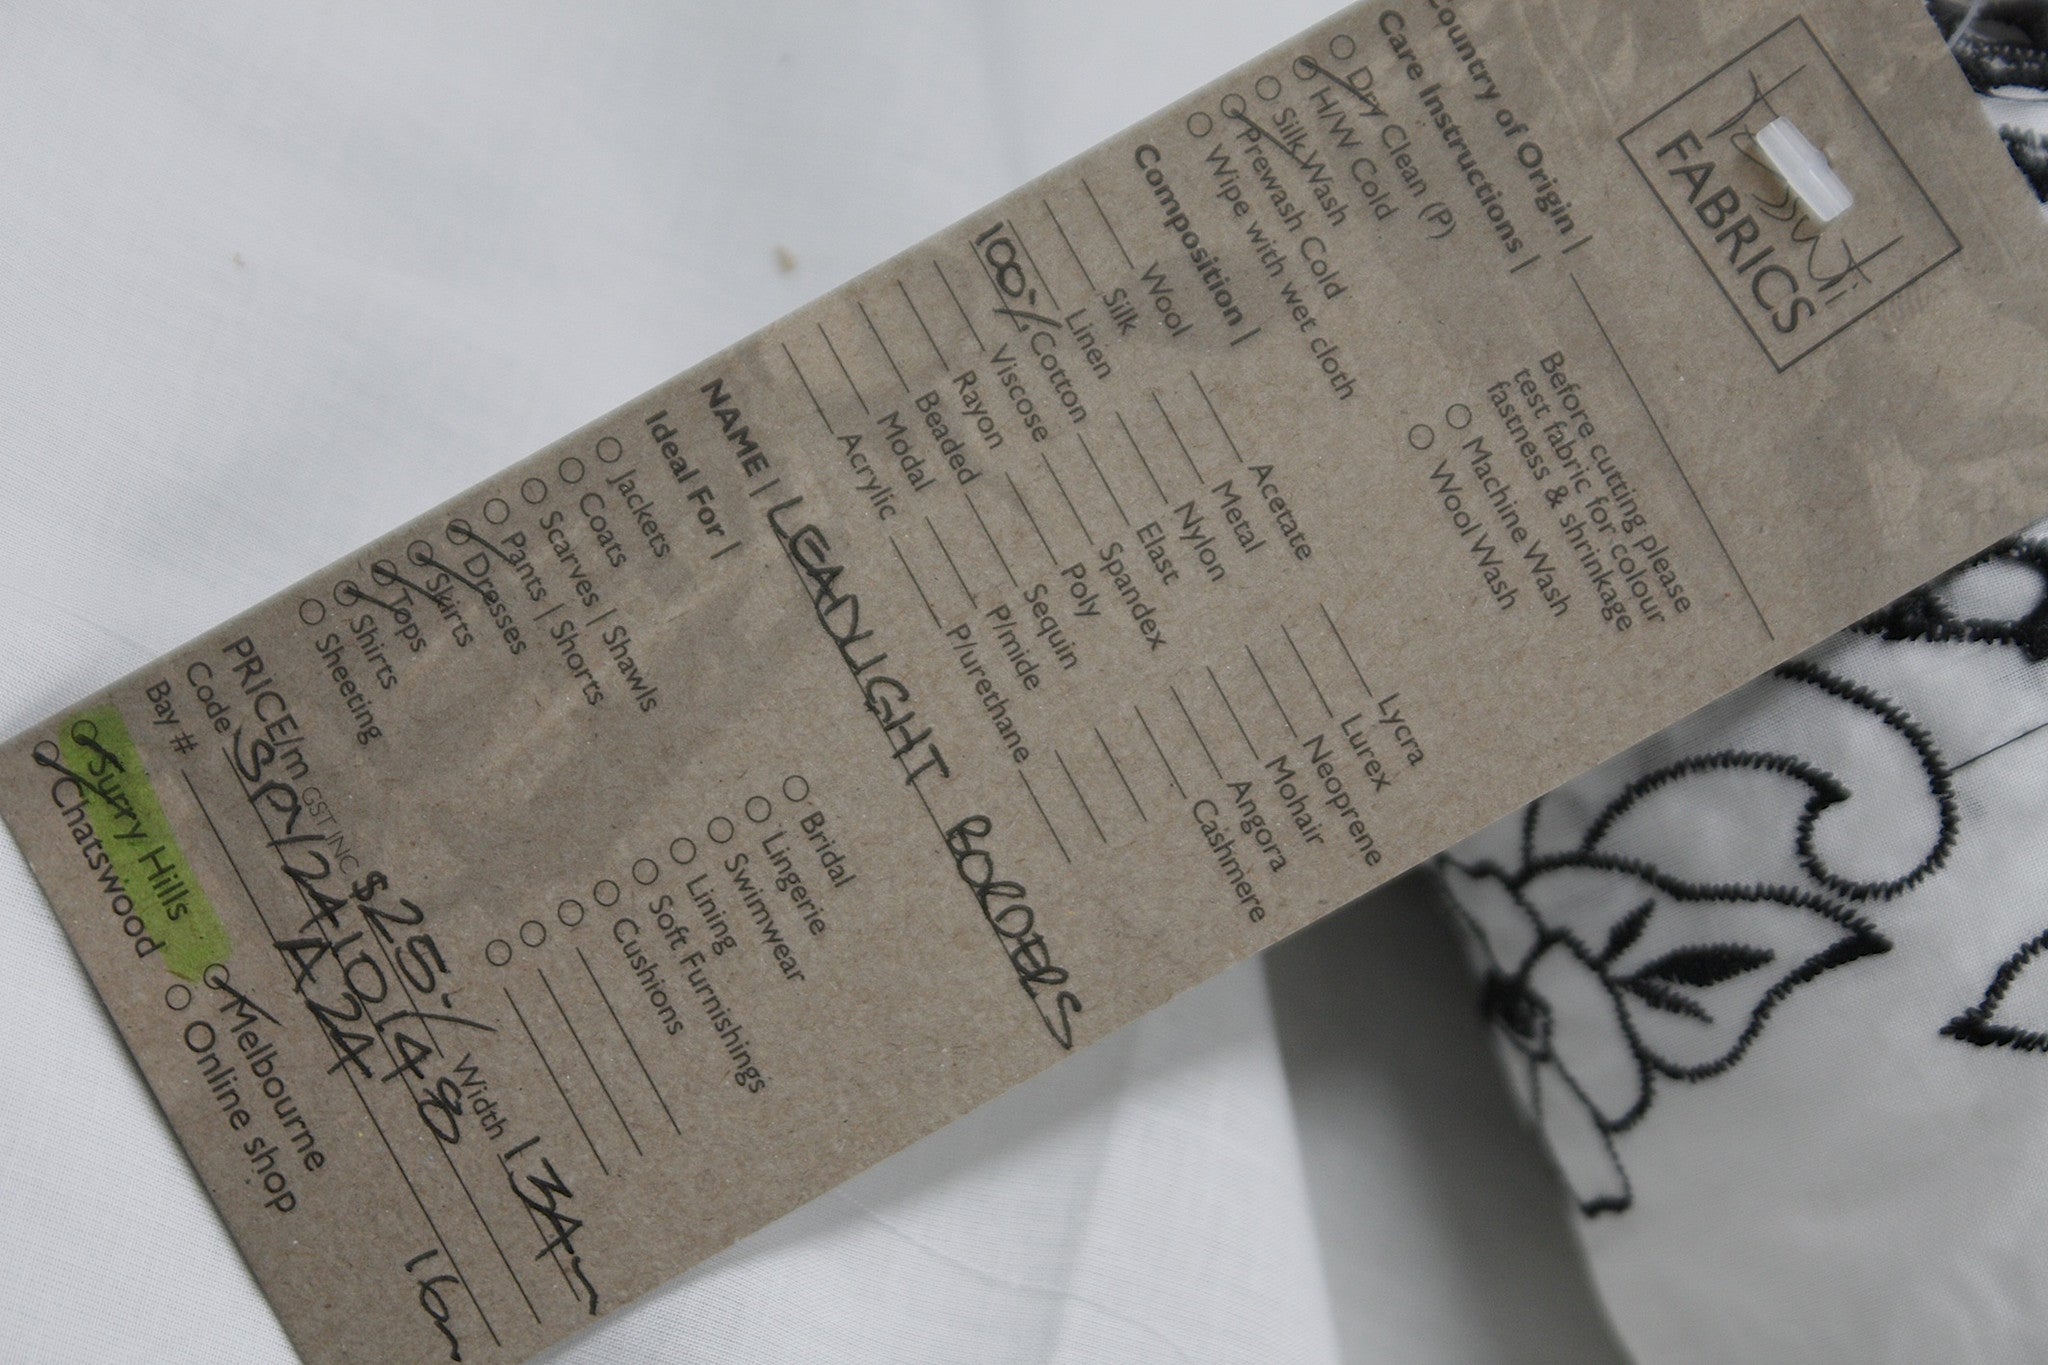 Tessuti
FABRICS
Country of Origin |
Care Instructions |
Dry Clean (P)
H/W Cold
Silk Wash
Prewash Cold
Wipe with wet cloth
Before cutting please
test fabric for colour
fastness & shrinkage
Machine Wash
Wool Wash
Composition |
Wool Acetate Lycra
Silk Metal Lurex
Linen Nylon Neoprene
100% Cotton Elast Mohair
Viscose Spandex Angora
Rayon Poly Cashmere
Beaded Sequin
Modal P/mide
Acrylic P/urethane
NAME | LEADLIGHT BORDERS
Ideal For |
Jackets Bridal
Coats Lingerie
Scarves | Shawls Swimwear
Pants | Shorts Lining
Dresses Soft Furnishings
Skirts Cushions
Tops
Shirts
Sheeting
PRICE/m GST INC $25 Width 134
Code
Bay # A24 16m
Surry Hills Melbourne
Chatswood Online shop